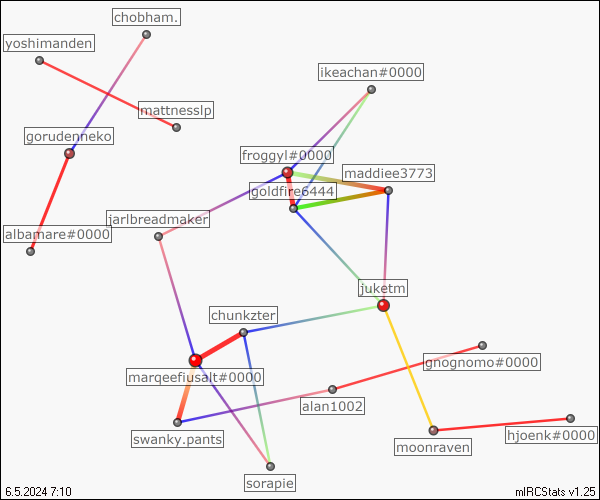 chobham.
yoshimanden
ikeachan#0000
mattnesslp
gorudenneko
froggyl#0000
maddiee3773
goldfire6444
jarlbreadmaker
albamare#0000
juketm
chunkzter
gnognomo#0000
marqeefiusalt#0000
alan1002
swanky.pants
hjoenk#0000
moonraven
sorapie
6.5.2024 7:10
mIRCStats v1.25